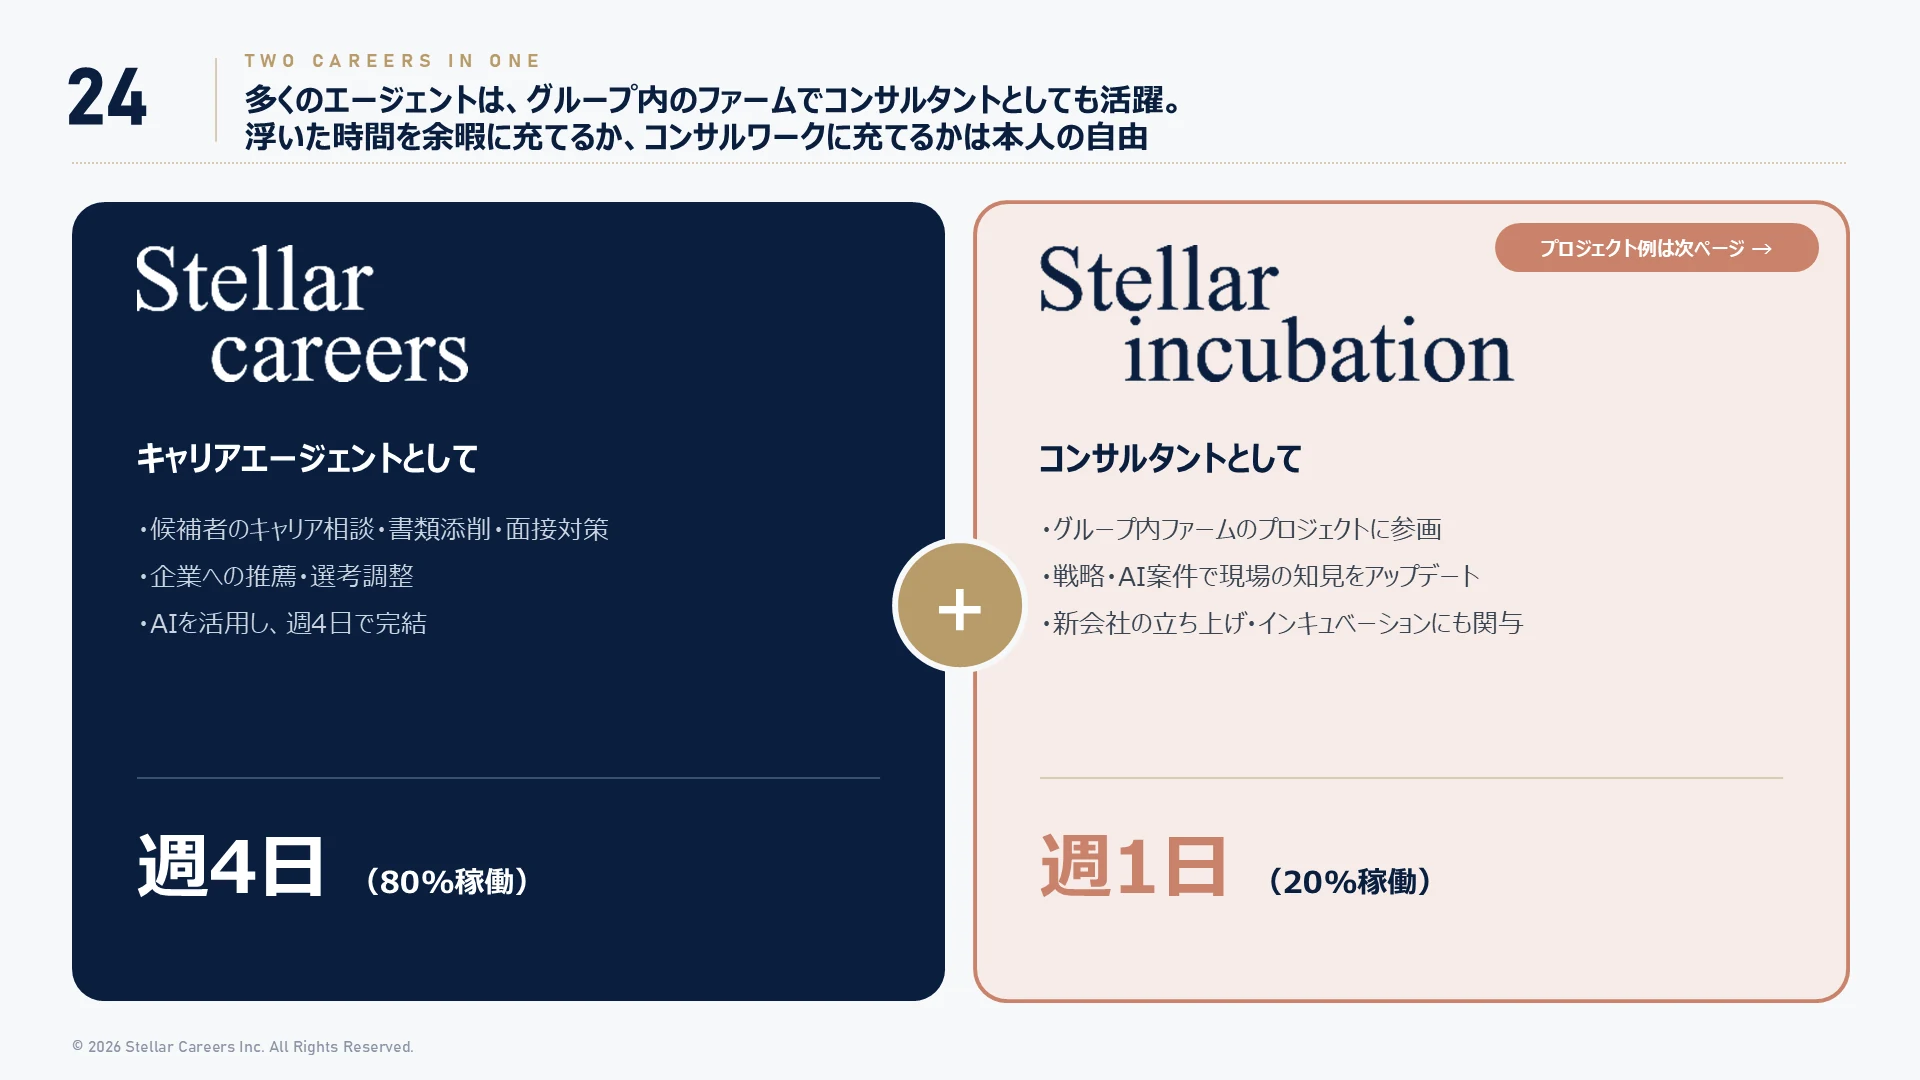 24
TWO CAREERS IN ONE
多くのエージェントは、グループ内のファームでコンサルタントとしても活躍。
浮いた時間を余暇に充てるか、コンサルワークに充てるかは本人の自由
Stellar
careers
キャリアエージェントとして
・候補者のキャリア相談・書類添削・面接対策
・企業への推薦・選考調整
・AIを活用し、週4日で完結
週4日 （80%稼働）
+
プロジェクト例は次ページ →
Stellar
incubation
コンサルタントとして
・グループ内ファームのプロジェクトに参画
・戦略・AI案件で現場の知見をアップデート
・新会社の立ち上げ・インキュベーションにも関与
週1日 （20%稼働）
© 2026 Stellar Careers Inc. All Rights Reserved.